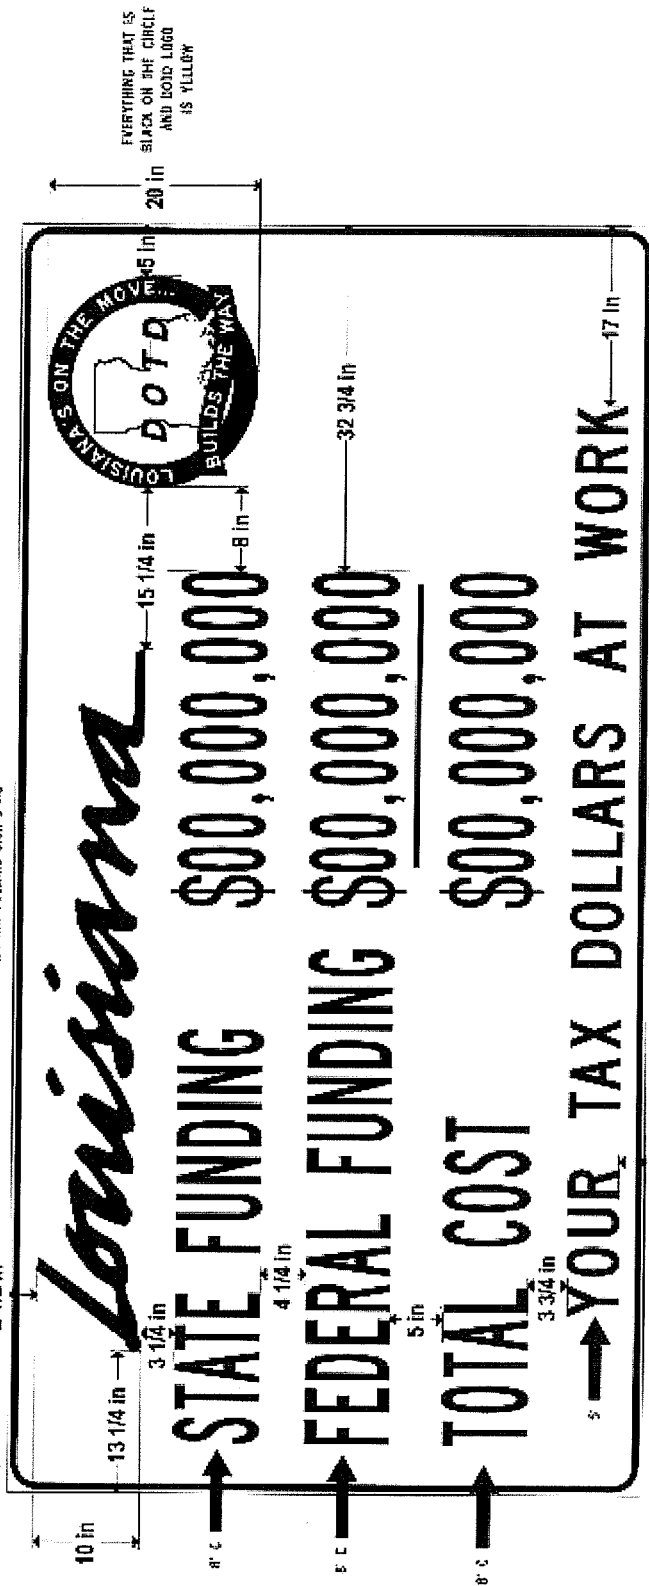 EVERYTHING THAT IS
BLACK ON THE CIRCLE
AND DOTD LOGO
IS YELLOW
20 in
5 in
LOUISIANA'S ON THE MOVE...
DOTD
BUILDS THE WAY
Louisiana
15 1/4 in
10 in
13 1/4 in
3 1/4 in
8 in
STATE FUNDING $00,000,000
4 1/4 in
32 3/4 in
FEDERAL FUNDING $00,000,000
5 in
TOTAL COST $00,000,000
3 3/4 in
17 in
YOUR TAX DOLLARS AT WORK